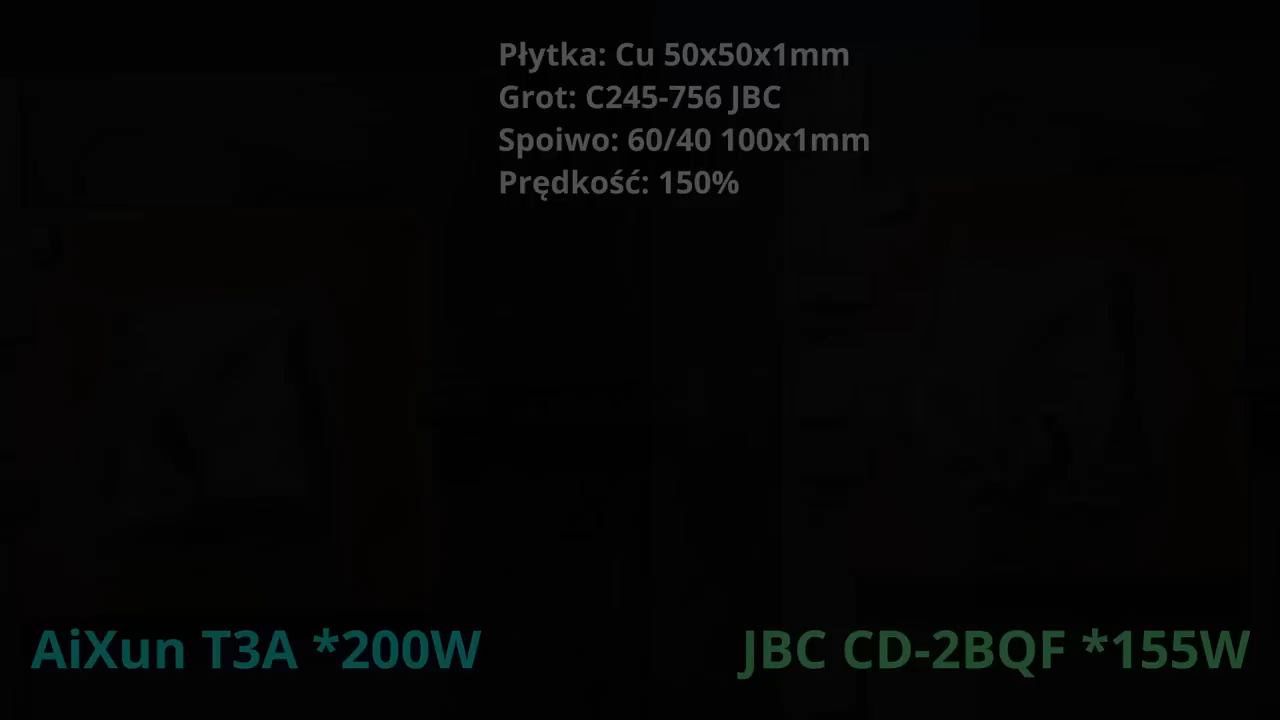 Płytka: Cu 50x50x1mm
Grot: C245-756 JBC
Spoiwo: 60/40 100x1mm
Prędkość: 150%
AiXun T3A *200W
JBC CD-2BQF *155W